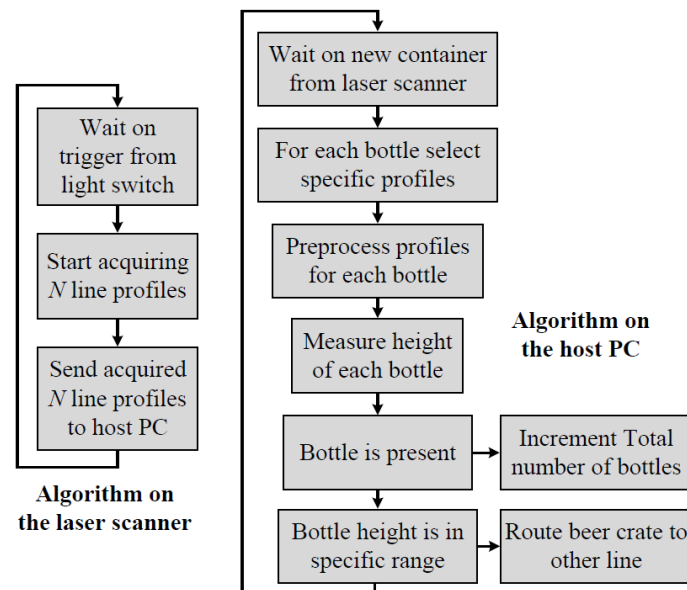 Wait on
trigger from
light switch
Start acquiring
N line profiles
Send acquired
N line profiles
to host PC
Algorithm on
the laser scanner
Wait on new container
from laser scanner
For each bottle select
specific profiles
Preprocess profiles
for each bottle
Measure height
of each bottle
Bottle is present
Increment Total
number of bottles
Bottle height is in
specific range
Route beer crate to
other line
Algorithm on
the host PC